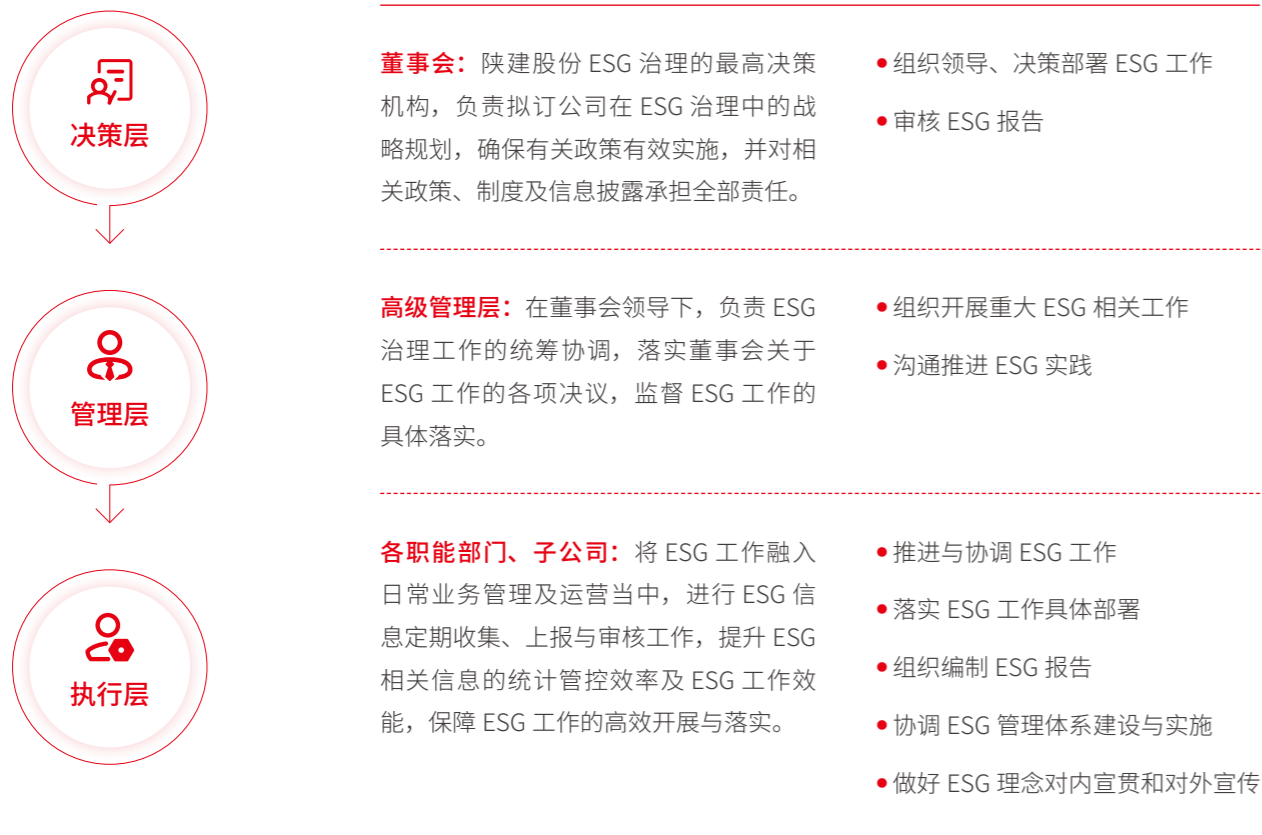 决策层
董事会：陕建股份 ESG 治理的最高决策
机构，负责拟订公司在 ESG 治理中的战
略规划，确保有关政策有效实施，并对相
关政策、制度及信息披露承担全部责任。
●组织领导、决策部署 ESG 工作
●审核 ESG 报告
管理层
高级管理层：在董事会领导下，负责 ESG
治理工作的统筹协调，落实董事会关于
ESG 工作的各项决议，监督 ESG 工作的
具体落实。
●组织开展重大 ESG 相关工作
●沟通推进 ESG 实践
执行层
各职能部门、子公司：将 ESG 工作融入
日常业务管理及运营当中，进行 ESG 信
息定期收集、上报与审核工作，提升 ESG
相关信息的统计管控效率及 ESG 工作效
能，保障 ESG 工作的高效开展与落实。
●推进与协调 ESG 工作
●落实 ESG 工作具体部署
●组织编制 ESG 报告
●协调 ESG 管理体系建设与实施
●做好 ESG 理念对内宣贯和对外宣传